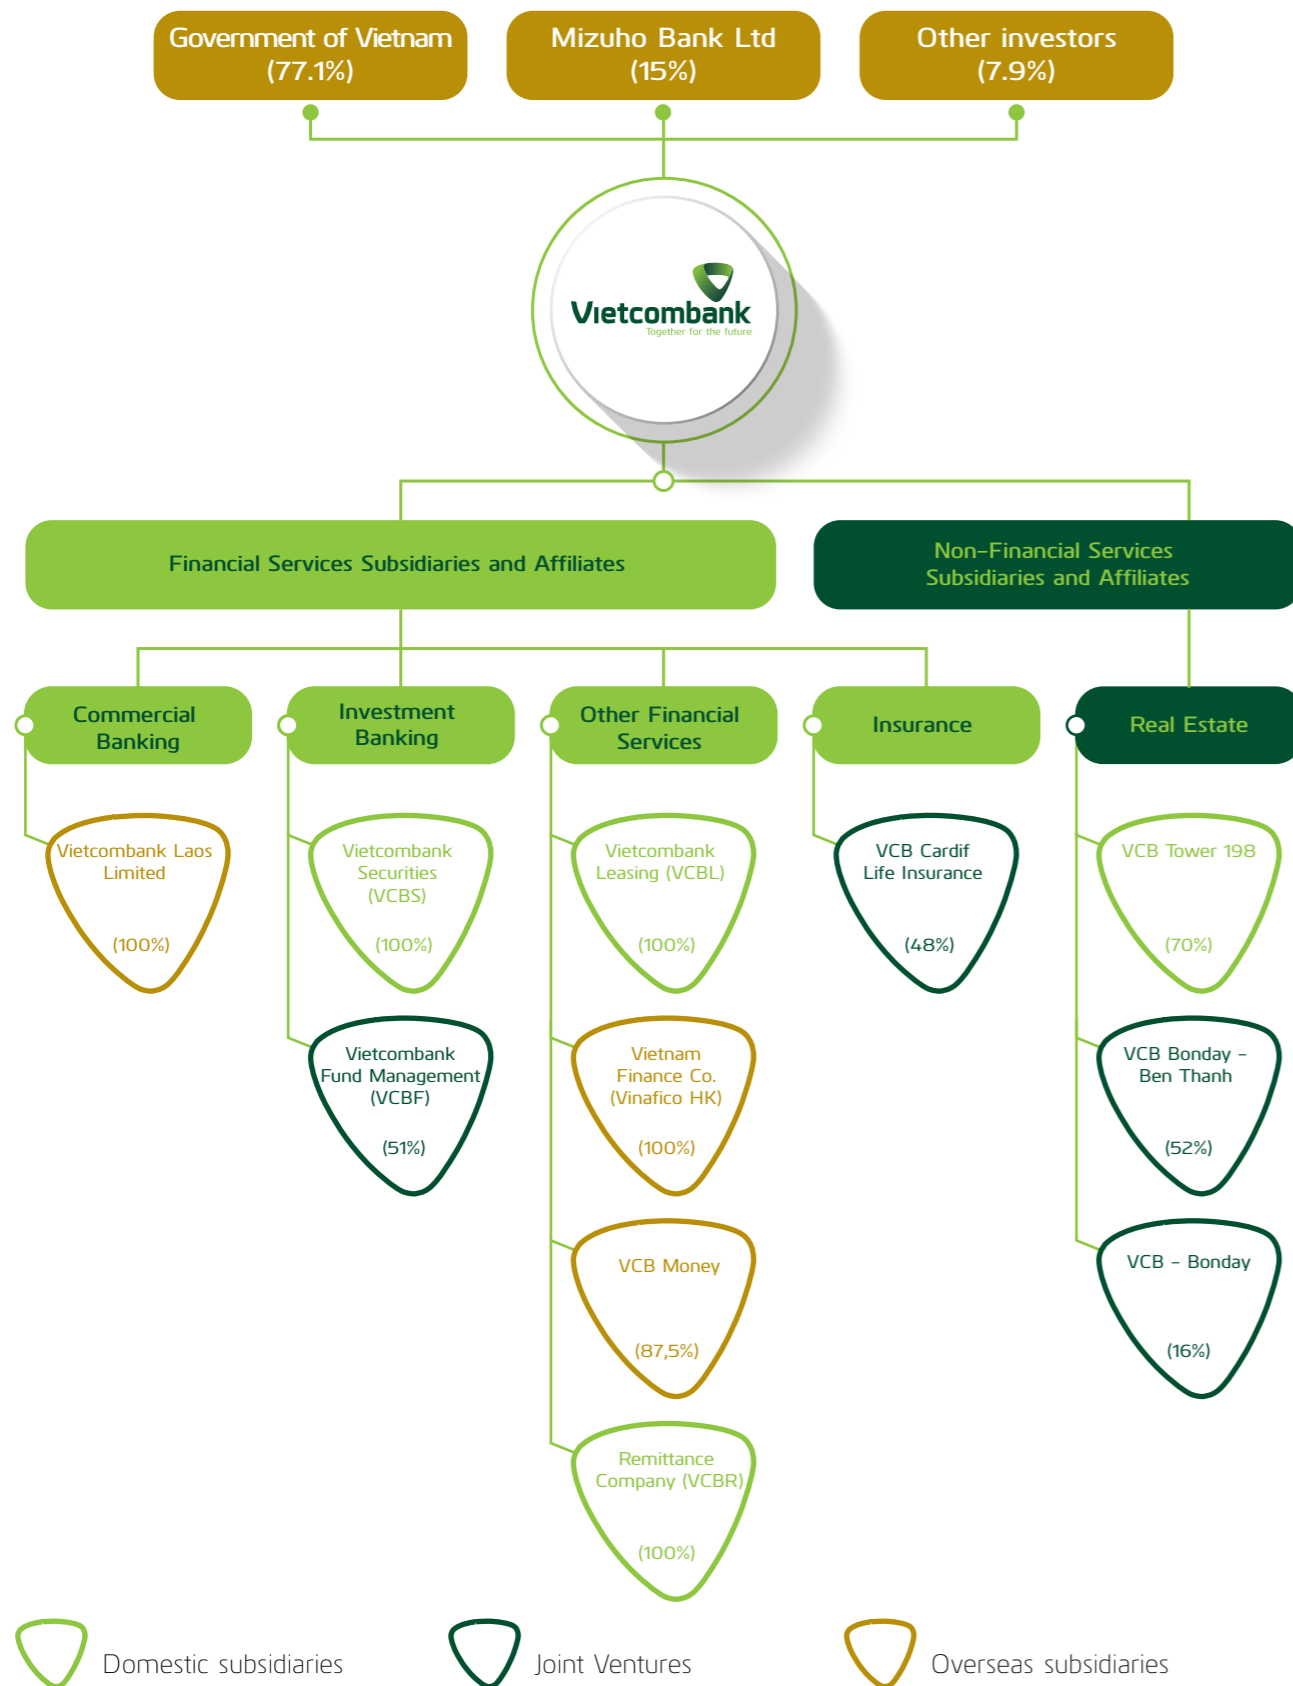 Government of Vietnam
(77.1%)
Mizuho Bank Ltd
(15%)
Other investors
(7.9%)
Vietcombank
Together for the future
Financial Services Subsidiaries and Affiliates
Non-Financial Services
Subsidiaries and Affiliates
Commercial
Banking
Investment
Banking
Other Financial
Services
Insurance
Real Estate
Vietcombank Laos
Limited
(100%)
Vietcombank
Securities
(VCBS)
(100%)
Vietcombank
Leasing (VCBL)
(100%)
VCB Cardif
Life Insurance
(48%)
VCB Tower 198
(70%)
Vietcombank
Fund Management
(VCBF)
(51%)
Vietnam
Finance Co.
(Vinafico HK)
(100%)
VCB Bonday -
Ben Thanh
(52%)
VCB Money
(87,5%)
VCB - Bonday
(16%)
Remittance
Company (VCBR)
(100%)
Domestic subsidiaries
Joint Ventures
Overseas subsidiaries